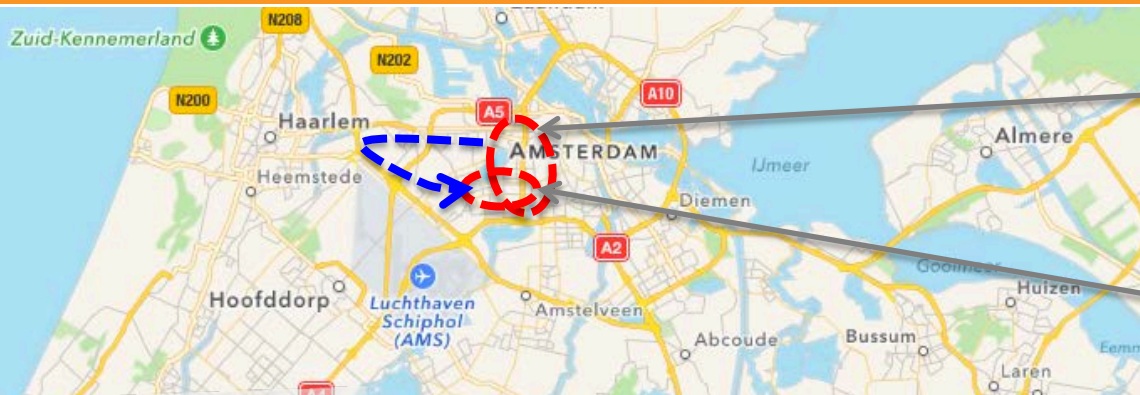 N208
Zuid-Kennemerland
N202
A10
N200
A5
Haarlem
Almere
AMSTERDAM
IJmeer
Heemstede
Diemen
A2
Gooimeer
Huizen
Hoofddorp
Luchthaven
Schiphol
(AMS)
Amstelveen
Abcoude
Bussum
Laren